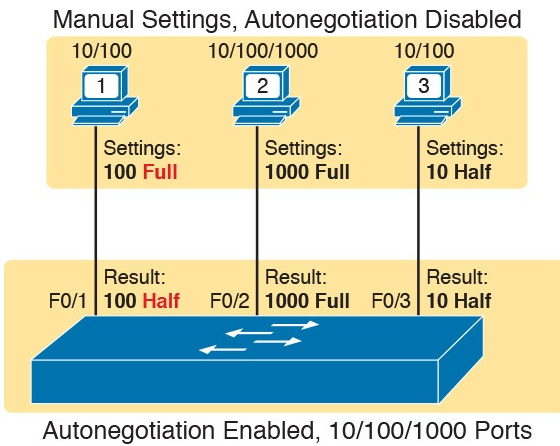 Manual Settings, Autonegotiation Disabled
10/100
10/100/1000
10/100
1
2
3
Settings:
100 Full
Settings:
1000 Full
Settings:
10 Half
Result:
F0/1 100 Half
Result:
F0/2 1000 Full
Result:
F0/3 10 Half
Autonegotiation Enabled, 10/100/1000 Ports